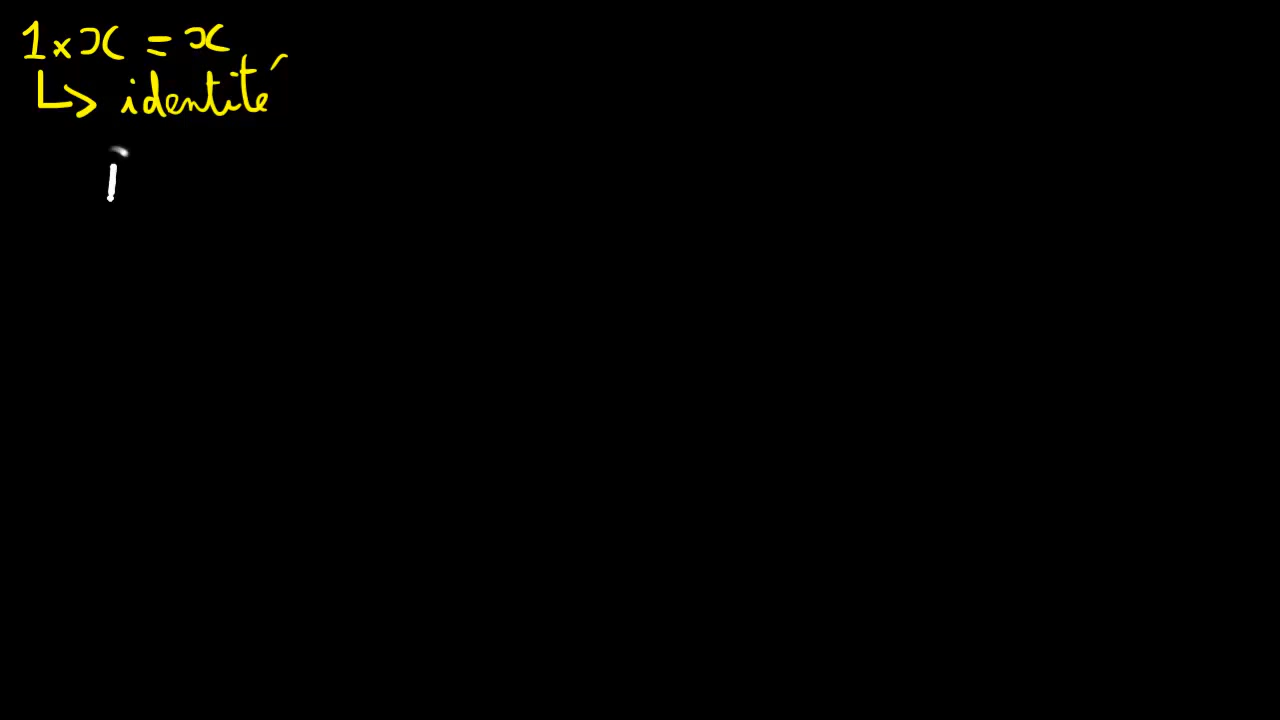 1 × x = x
↳ identité